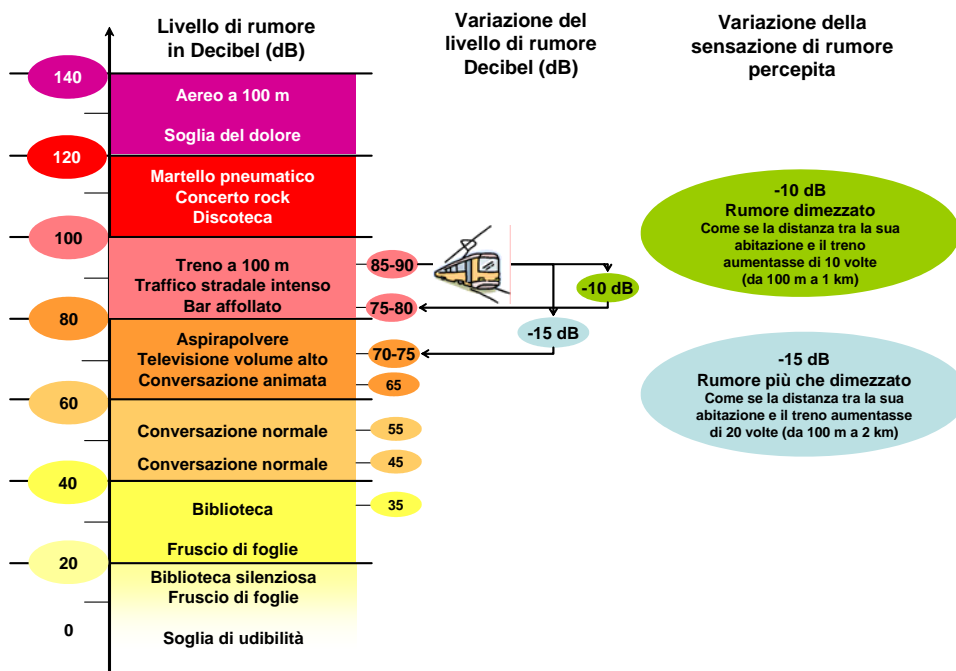 Livello di rumore
in Decibel (dB)
Variazione del
livello di rumore
Decibel (dB)
Variazione della
sensazione di rumore
percepita
140
Aereo a 100 m
Soglia del dolore
120
Martello pneumatico
Concerto rock
Discoteca
100
Treno a 100 m
Traffico stradale intenso
Bar affollato
85-90
75-80
-10 dB
80
Aspirapolvere
Televisione volume alto
Conversazione animata
-15 dB
70-75
65
60
Conversazione normale
55
Conversazione normale
45
40
Biblioteca
35
Fruscio di foglie
20
Biblioteca silenziosa
Fruscio di foglie
0
Soglia di udibilità
-10 dB
Rumore dimezzato
Come se la distanza tra la sua
abitazione e il treno
aumentasse di 10 volte
(da 100 m a 1 km)
-15 dB
Rumore più che dimezzato
Come se la distanza tra la sua
abitazione e il treno aumentasse
di 20 volte (da 100 m a 2 km)